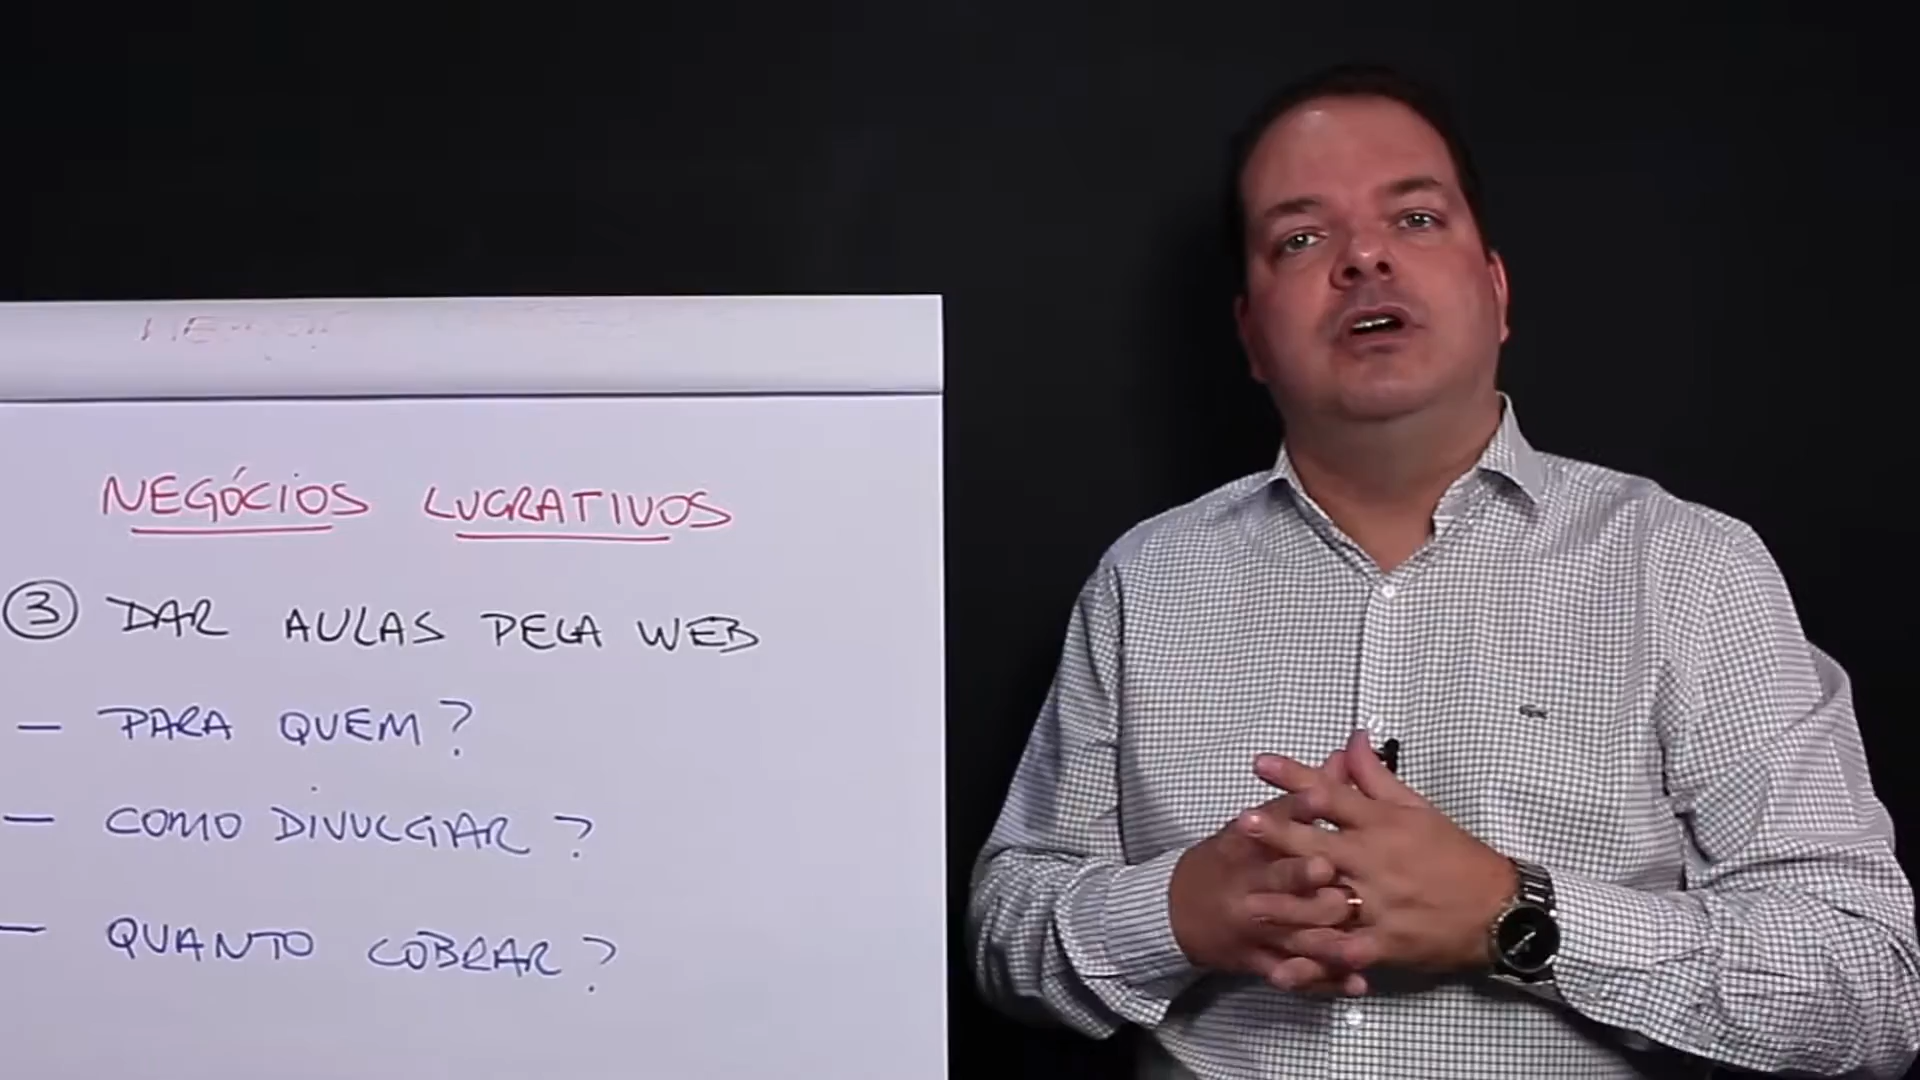 NEGÓCIOS LUCRATIVOS
3 DAR AULAS PELA WEB
- PARA QUEM?
- COMO DIVULGAR?
- QUANTO COBRAR?